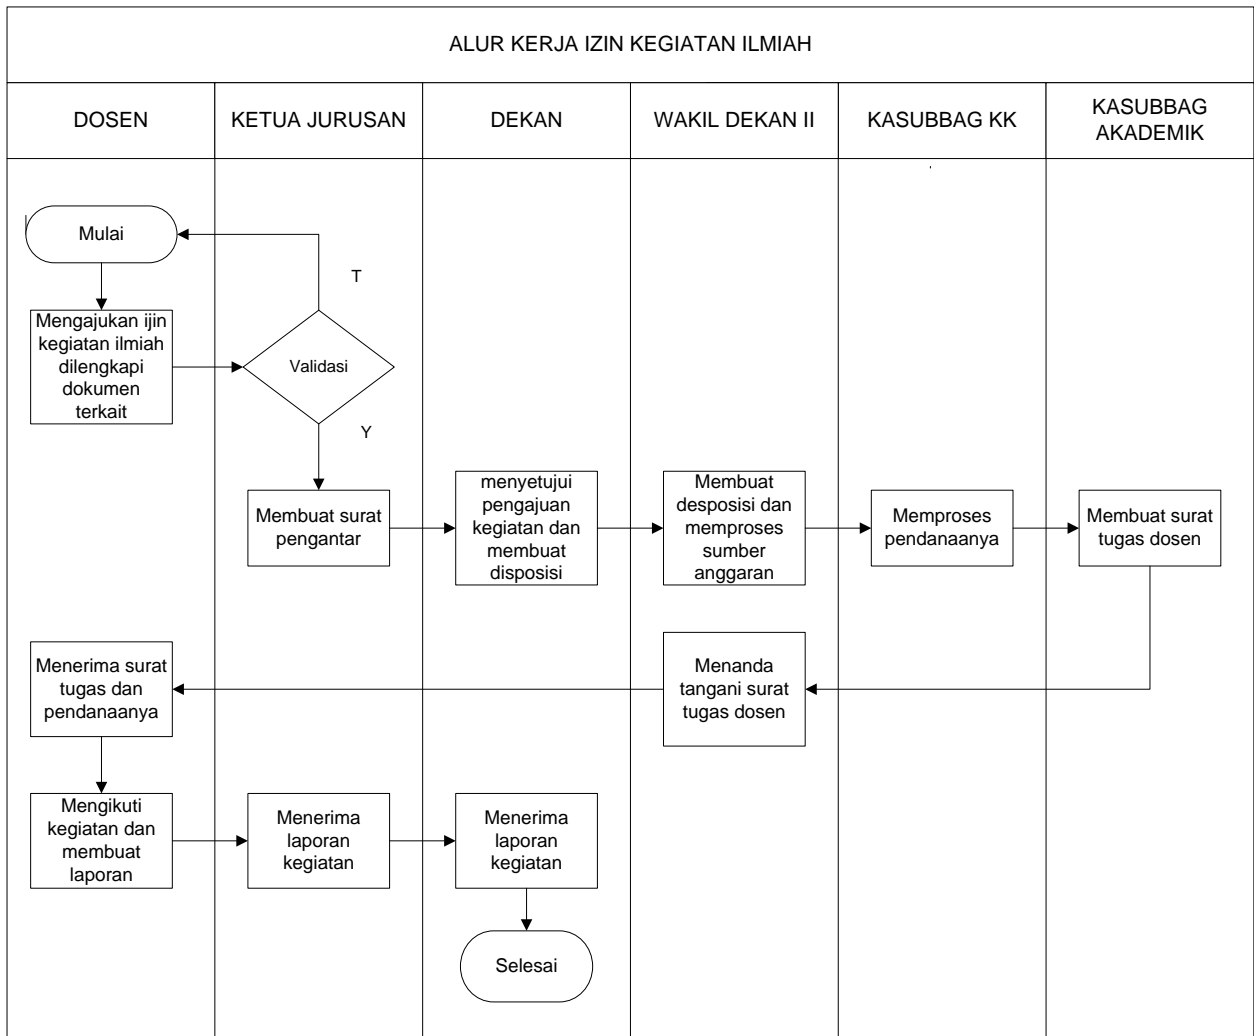 ALUR KERJA IZIN KEGIATAN ILMIAH
DOSEN
KETUA JURUSAN
DEKAN
WAKIL DEKAN II
KASUBBAG KK
KASUBBAG
AKADEMIK
Mulai
T
Mengajukan ijin
kegiatan ilmiah
dilengkapi
dokumen
terkait
Validasi
Y
Membuat surat
pengantar
menyetujui
pengajuan
kegiatan dan
membuat
disposisi
Membuat
desposisi dan
memproses
sumber
anggaran
Memproses
pendanaanya
Membuat surat
tugas dosen
Menerima surat
tugas dan
pendanaanya
Menanda
tangani surat
tugas dosen
Mengikuti
kegiatan dan
membuat
laporan
Menerima
laporan
kegiatan
Menerima
laporan
kegiatan
Selesai